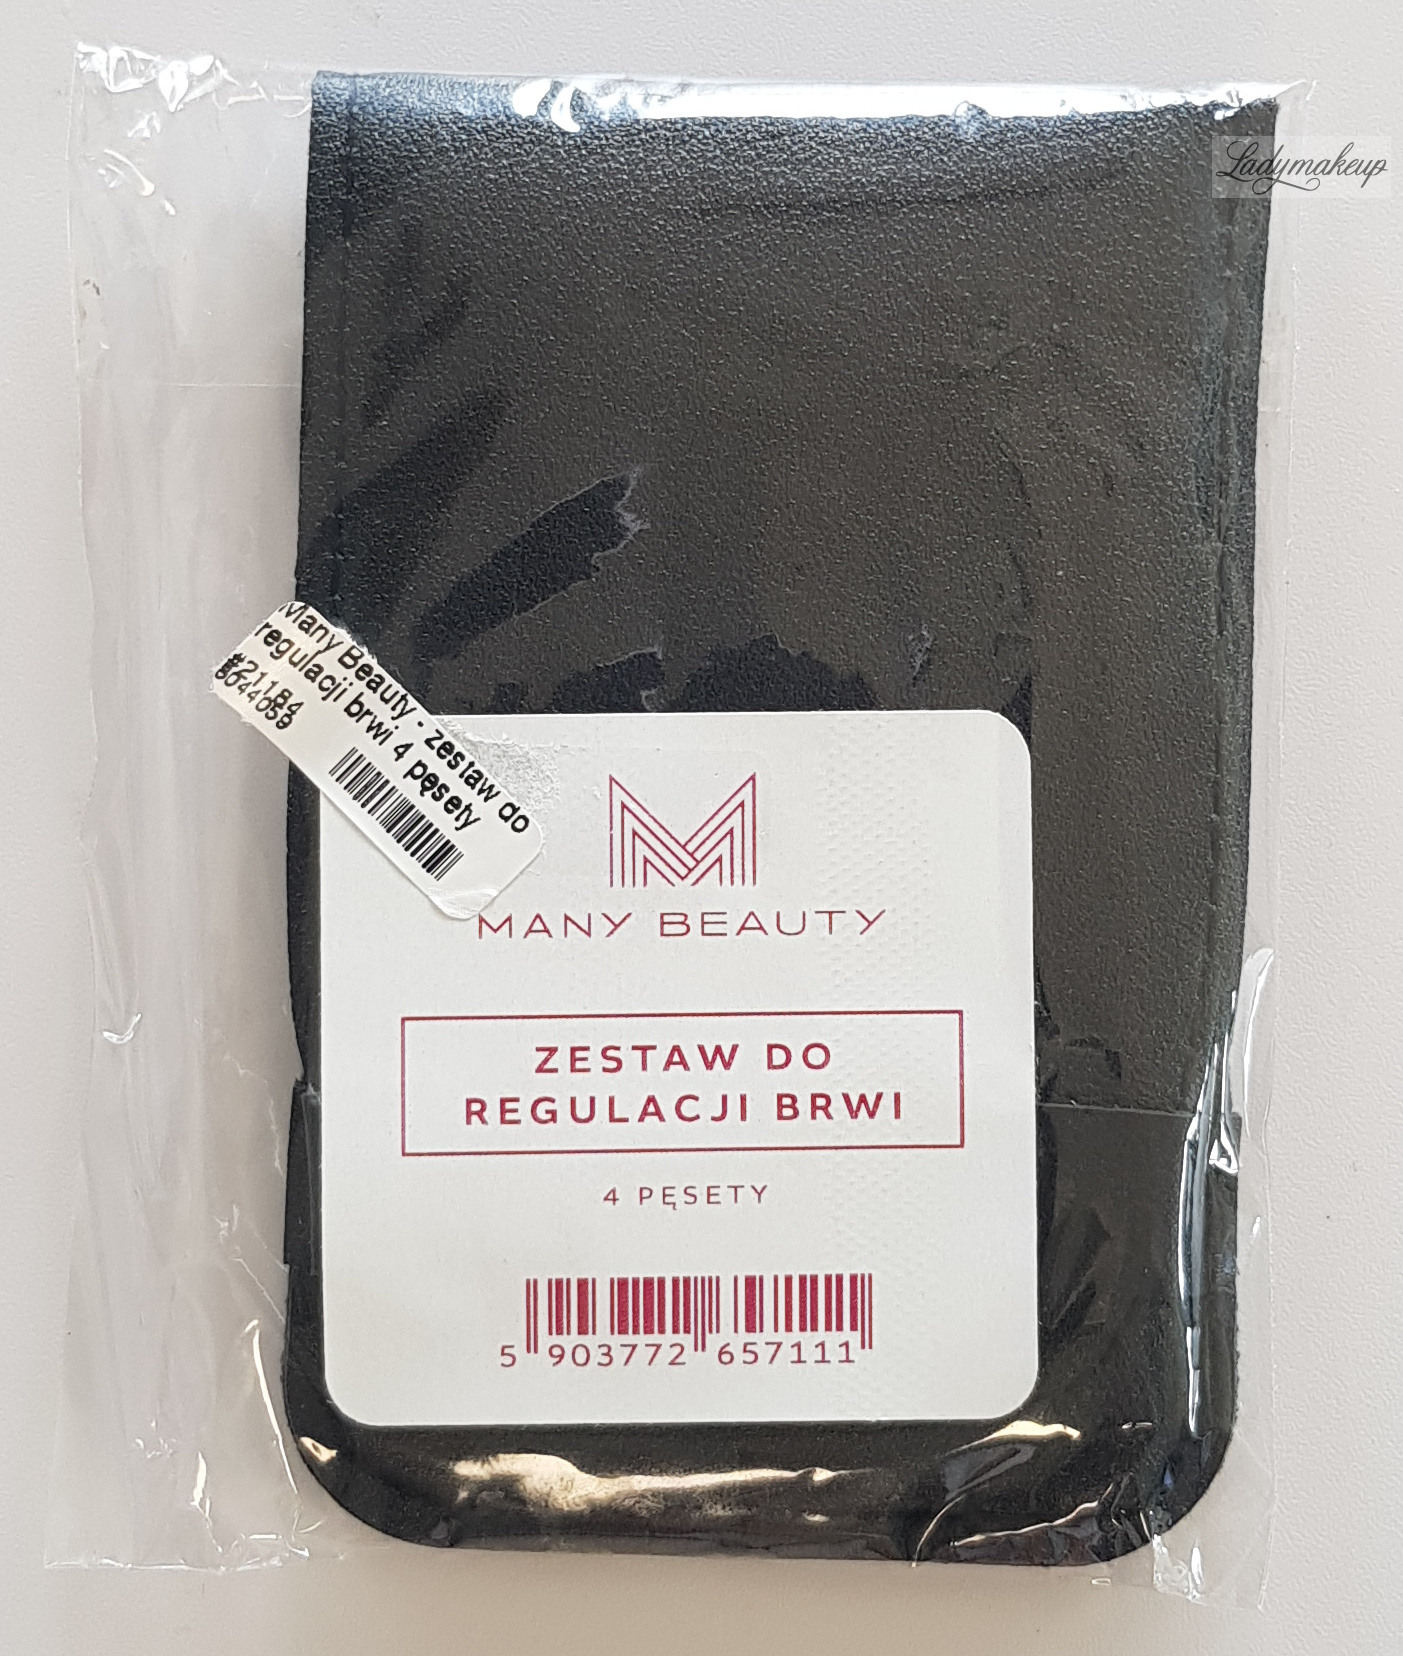 Ladymakeup
Many Beauty - zestaw do
regulacji brwi 4 pęsety
MANY BEAUTY
ZESTAW DO
REGULACJI BRWI
4 PĘSETY
5 903772 657111